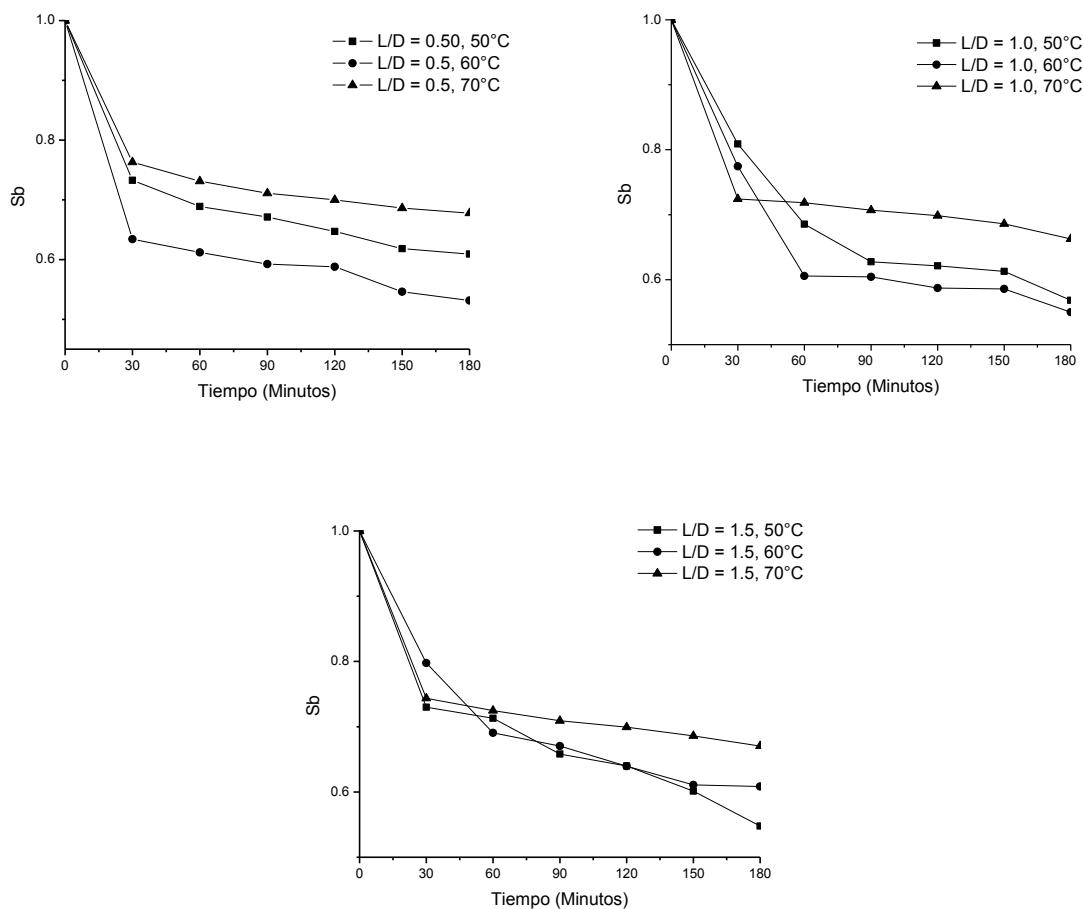 1.0
0.8
0.6
Sb
0
30
60
90
120
150
180
Tiempo (Minutos)
L/D = 0.50, 50°C
L/D = 0.5, 60°C
L/D = 0.5, 70°C
1.0
0.8
0.6
Sb
0
30
60
90
120
150
180
Tiempo (Minutos)
L/D = 1.0, 50°C
L/D = 1.0, 60°C
L/D = 1.0, 70°C
1.0
0.8
0.6
Sb
0
30
60
90
120
150
180
Tiempo (Minutos)
L/D = 1.5, 50°C
L/D = 1.5, 60°C
L/D = 1.5, 70°C